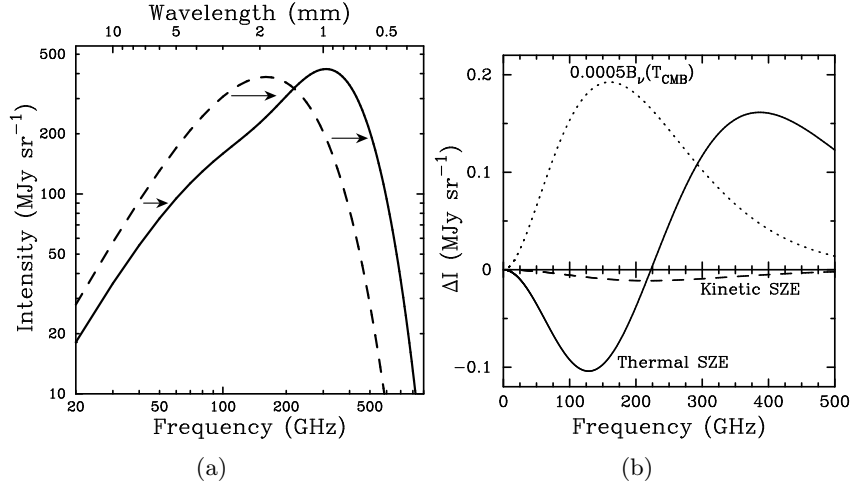 Wavelength (mm)
10 5 2 1 0.5
500
200
100
50
20
10
Intensity (MJy sr⁻¹)
20 50 100 200 500
Frequency (GHz)
(a)
0.0005Bν(TCMB)
0.2
0.1
0
−0.1
ΔI (MJy sr⁻¹)
Kinetic SZE
Thermal SZE
0 100 200 300 400 500
Frequency (GHz)
(b)